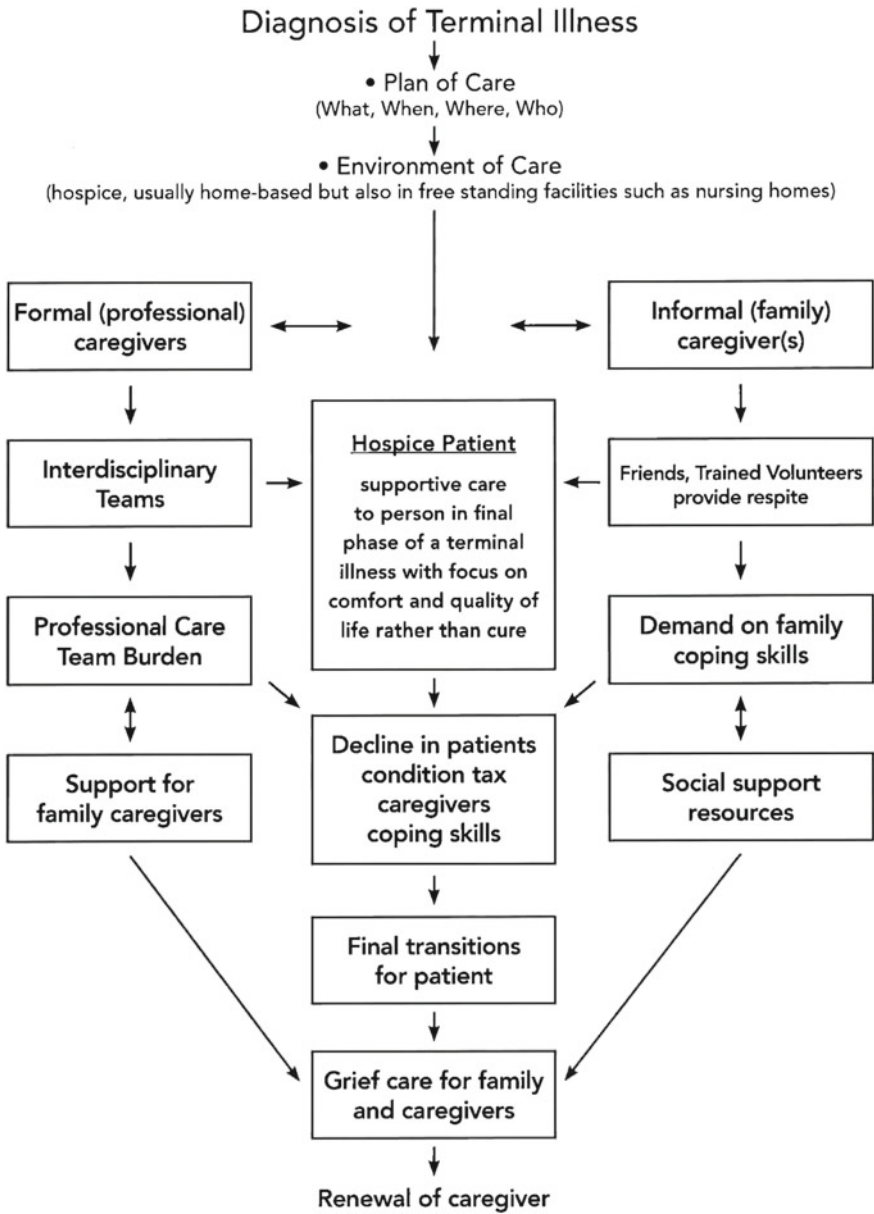 Diagnosis of Terminal Illness
• Plan of Care
(What, When, Where, Who)
• Environment of Care
(hospice, usually home-based but also in free standing facilities such as nursing homes)
Formal (professional)
caregivers
Informal (family)
caregiver(s)
Interdisciplinary
Teams
Hospice Patient
supportive care
to person in final
phase of a terminal
illness with focus on
comfort and quality of
life rather than cure
Friends, Trained Volunteers
provide respite
Professional Care
Team Burden
Demand on family
coping skills
Support for
family caregivers
Decline in patients
condition tax
caregivers
coping skills
Social support
resources
Final transitions
for patient
Grief care for family
and caregivers
Renewal of caregiver